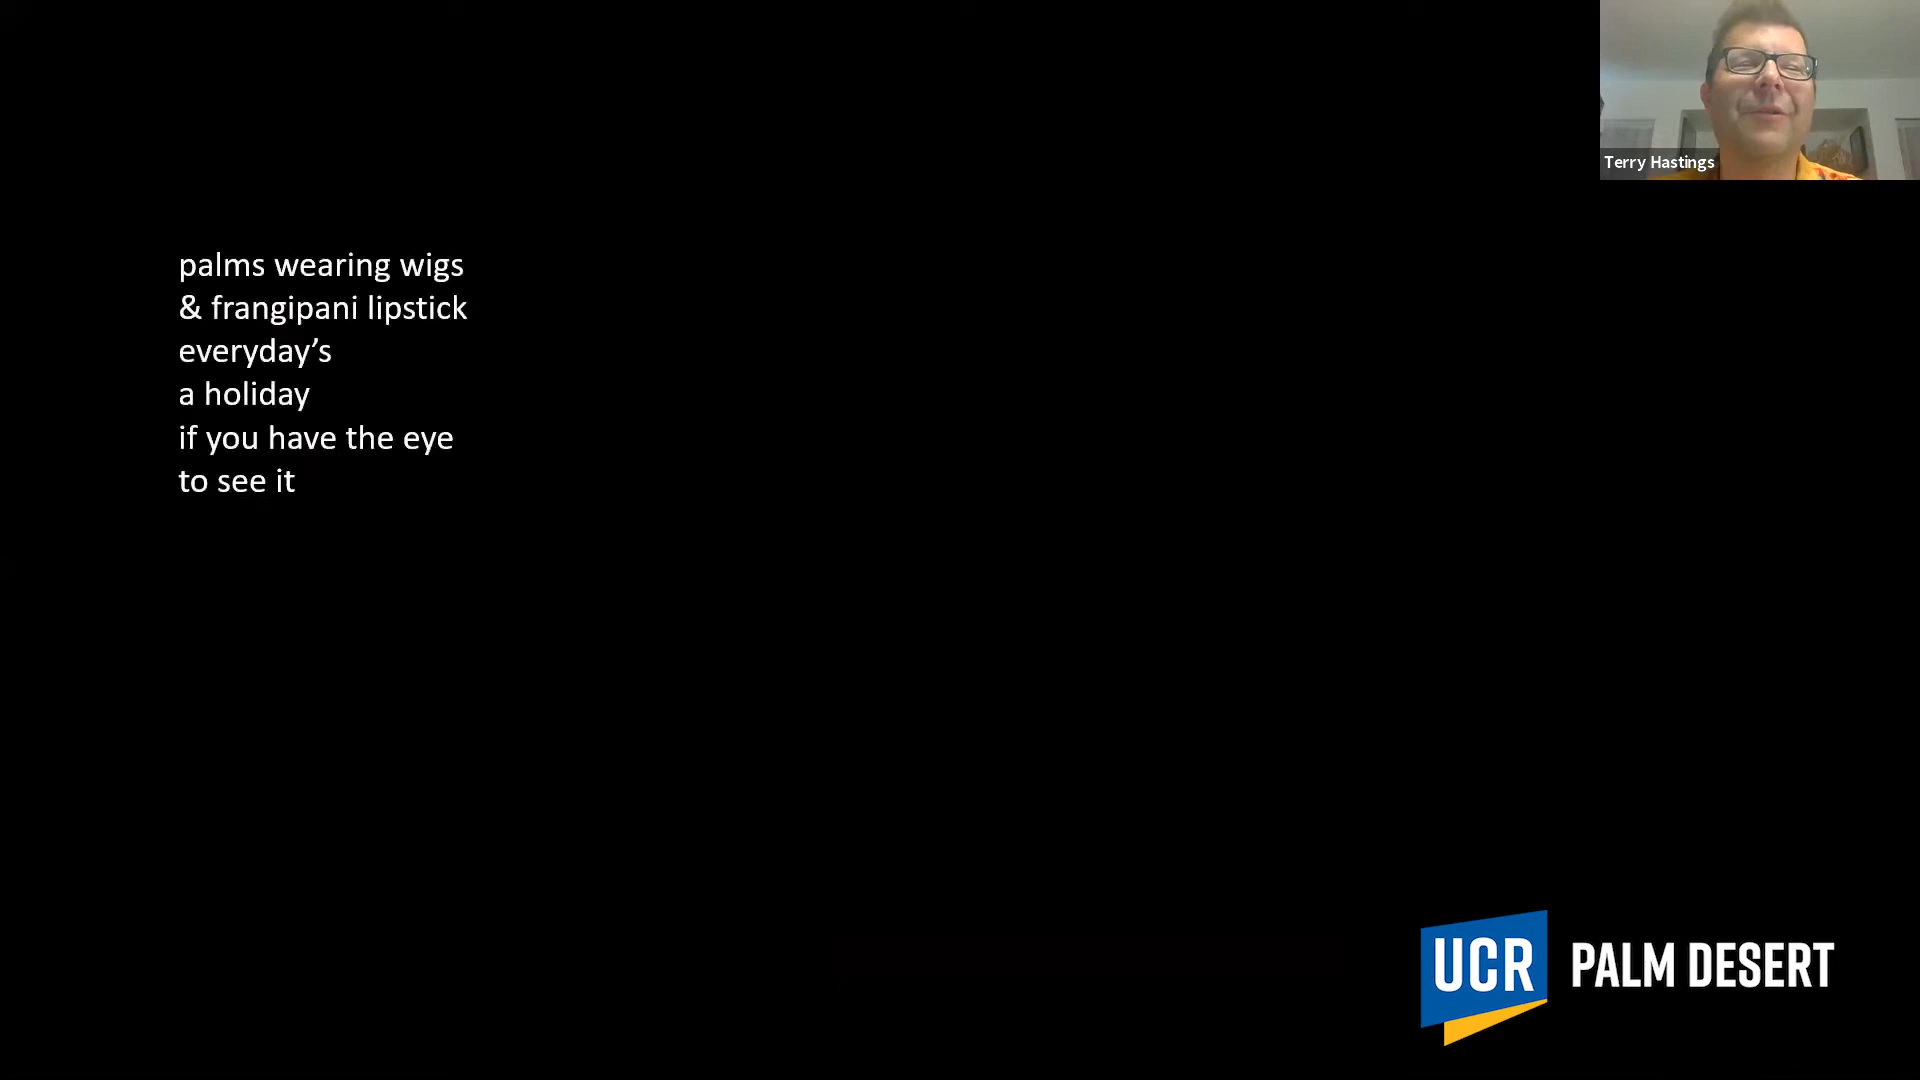 Terry Hastings
palms wearing wigs
& frangipani lipstick
everyday’s
a holiday
if you have the eye
to see it
UCR PALM DESERT